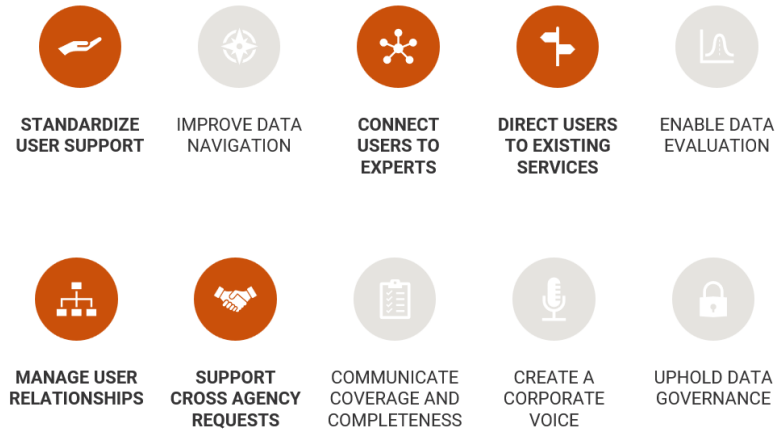 STANDARDIZE
USER SUPPORT
IMPROVE DATA
NAVIGATION
CONNECT
USERS TO
EXPERTS
DIRECT USERS
TO EXISTING
SERVICES
ENABLE DATA
EVALUATION
MANAGE USER
RELATIONSHIPS
SUPPORT
CROSS AGENCY
REQUESTS
COMMUNICATE
COVERAGE AND
COMPLETENESS
CREATE A
CORPORATE
VOICE
UPHOLD DATA
GOVERNANCE